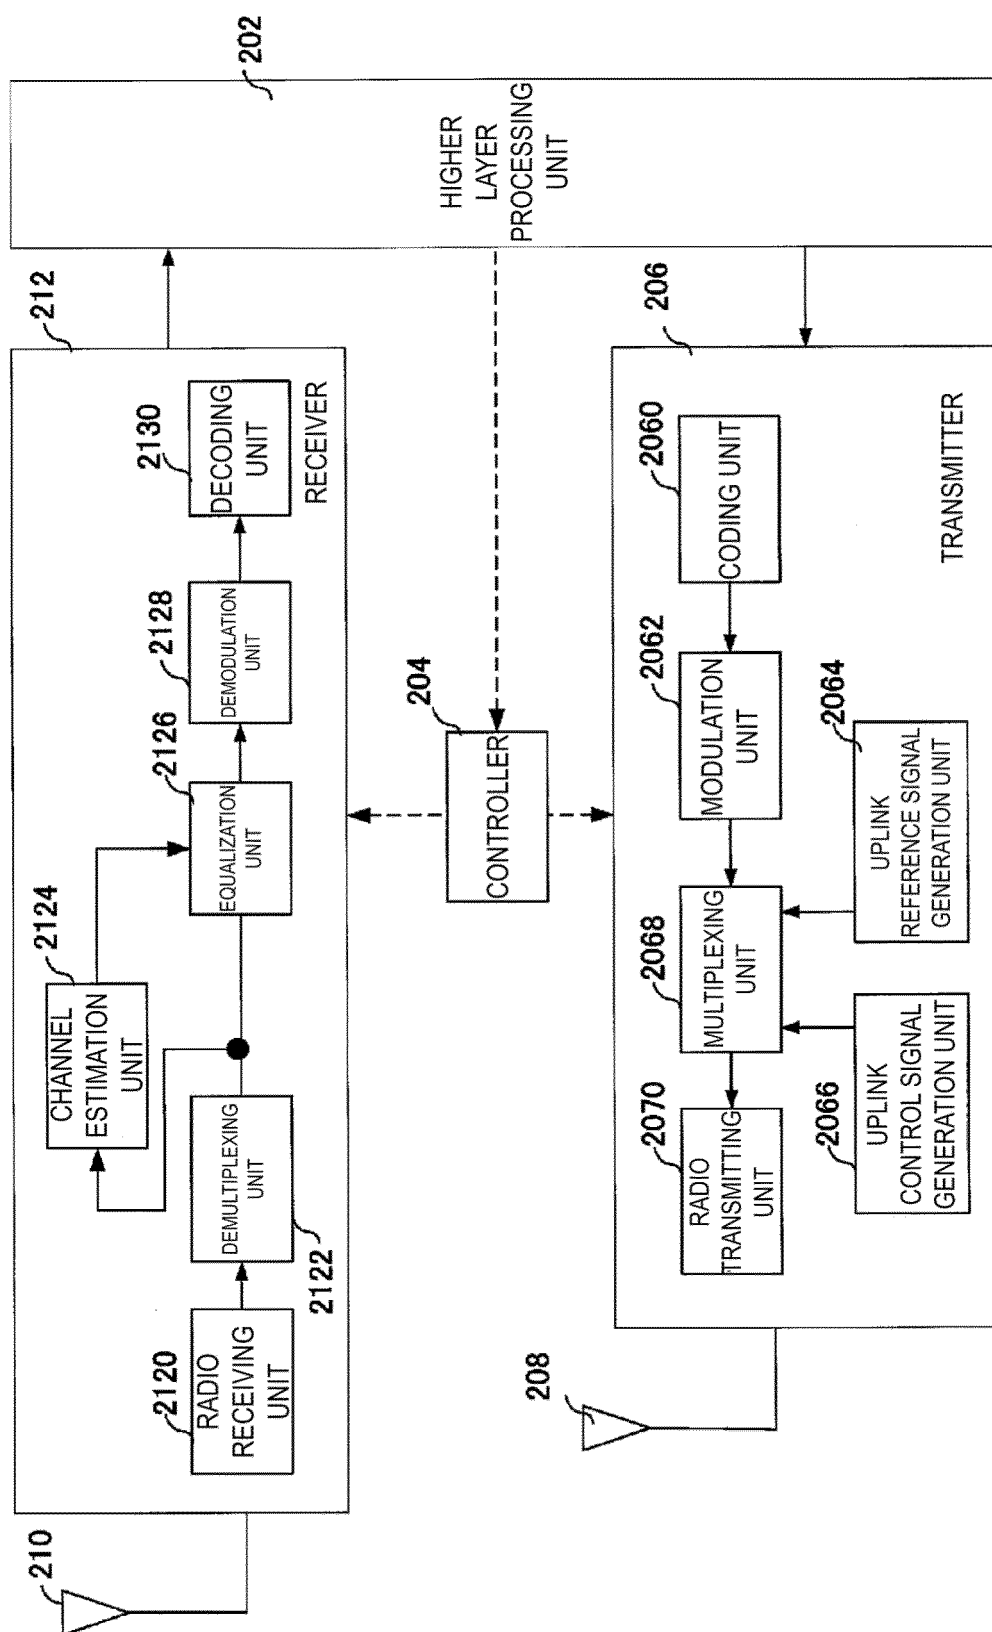 210
212
2120
RADIO
RECEIVING
UNIT
2122
DEMULTIPLEXING
UNIT
2124
CHANNEL
ESTIMATION
UNIT
2126
EQUALIZATION
UNIT
2128
DEMODULATION
UNIT
2130
DECODING
UNIT
RECEIVER
202
HIGHER
LAYER
PROCESSING
UNIT
204
CONTROLLER
208
206
2070
RADIO
TRANSMITTING
UNIT
2068
MULTIPLEXING
UNIT
2062
MODULATION
UNIT
2060
CODING UNIT
2066
UPLINK
CONTROL SIGNAL
GENERATION UNIT
2064
UPLINK
REFERENCE SIGNAL
GENERATION UNIT
TRANSMITTER